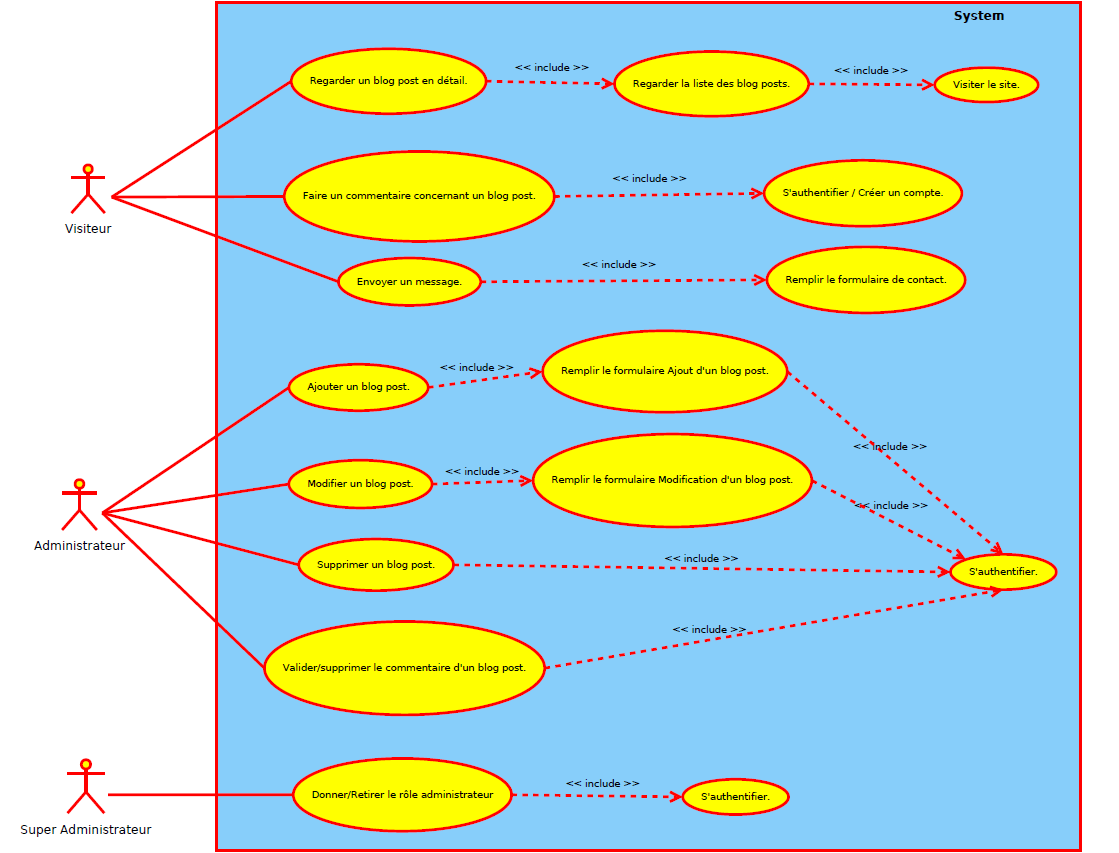 System
Regarder un blog post en détail.
<< include >>
Regarder la liste des blog posts.
<< include >>
Visiter le site.
Visiteur
Faire un commentaire concernant un blog post.
<< include >>
S'authentifier / Créer un compte.
Envoyer un message.
<< include >>
Remplir le formulaire de contact.
Ajouter un blog post.
<< include >>
Remplir le formulaire Ajout d'un blog post.
<< include >>
Modifier un blog post.
<< include >>
Remplir le formulaire Modification d'un blog post.
<< include >>
Administrateur
Supprimer un blog post.
<< include >>
S'authentifier.
Valider/supprimer le commentaire d'un blog post.
<< include >>
Donner/Retirer le rôle administrateur
<< include >>
S'authentifier.
Super Administrateur